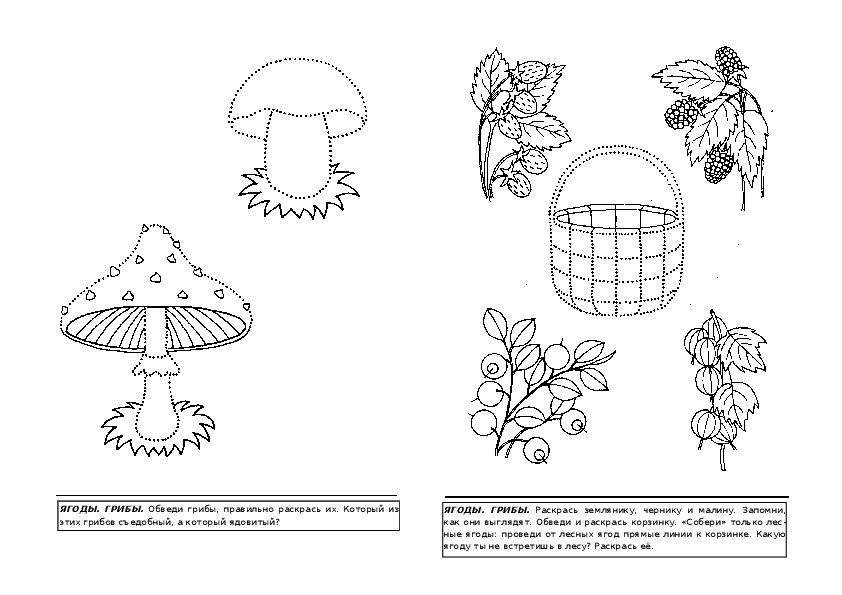 ЯГОДЫ. ГРИБЫ. Обведи грибы, правильно раскрась их. Который из
этих грибов съедобный, а который ядовитый?
ЯГОДЫ. ГРИБЫ. Раскрась землянику, чернику и малину. Запомни,
как они выглядят. Обведи и раскрась корзинку. «Собери» только лес-
ные ягоды: проведи от лесных ягод прямые линии к корзинке. Какую
ягоду ты не встретишь в лесу? Раскрась её.